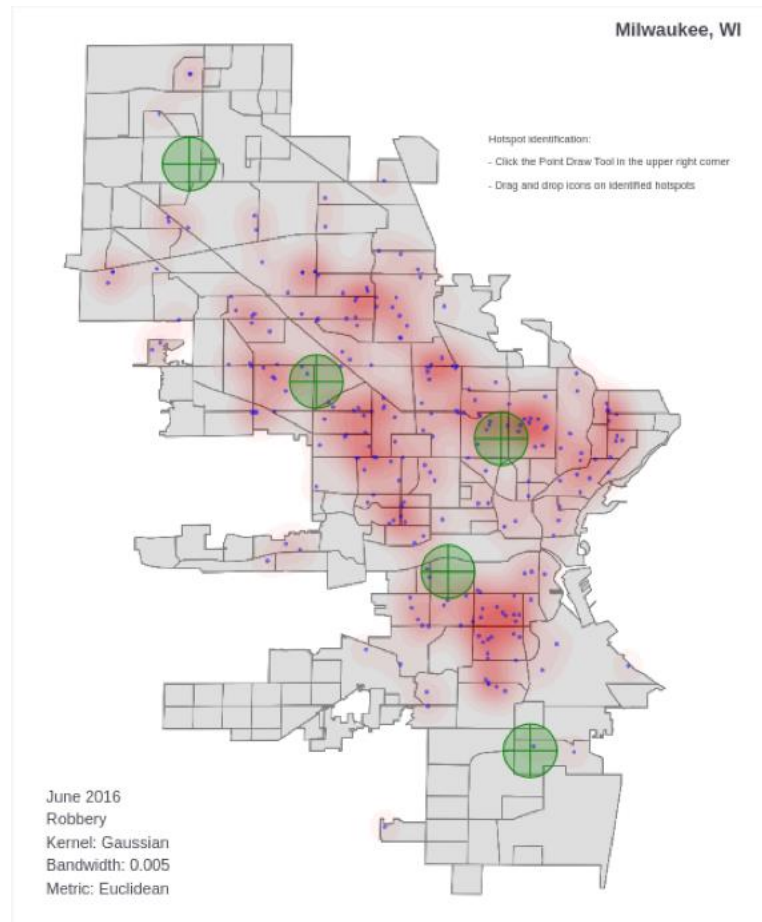 Milwaukee, WI
Hotspot identification:
- Click the Point Draw Tool in the upper right corner
- Drag and drop icons on identified hotspots
June 2016
Robbery
Kernel: Gaussian
Bandwidth: 0.005
Metric: Euclidean